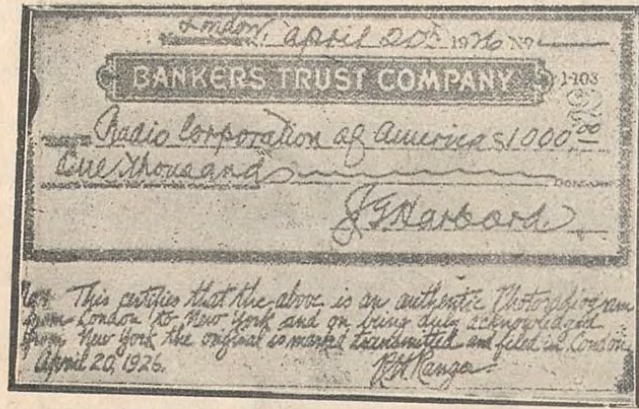 London, April 20th 1926 No
BANKERS TRUST COMPANY 1-103
Radio Corporation of America $1000 00
One thousand
J G Harbord
This certifies that the above is an authentic Photoradiogram
from London to New York and on being duly acknowledged
from New York the original is marked transmitted and filed in London
April 20, 1926. R H Ranger